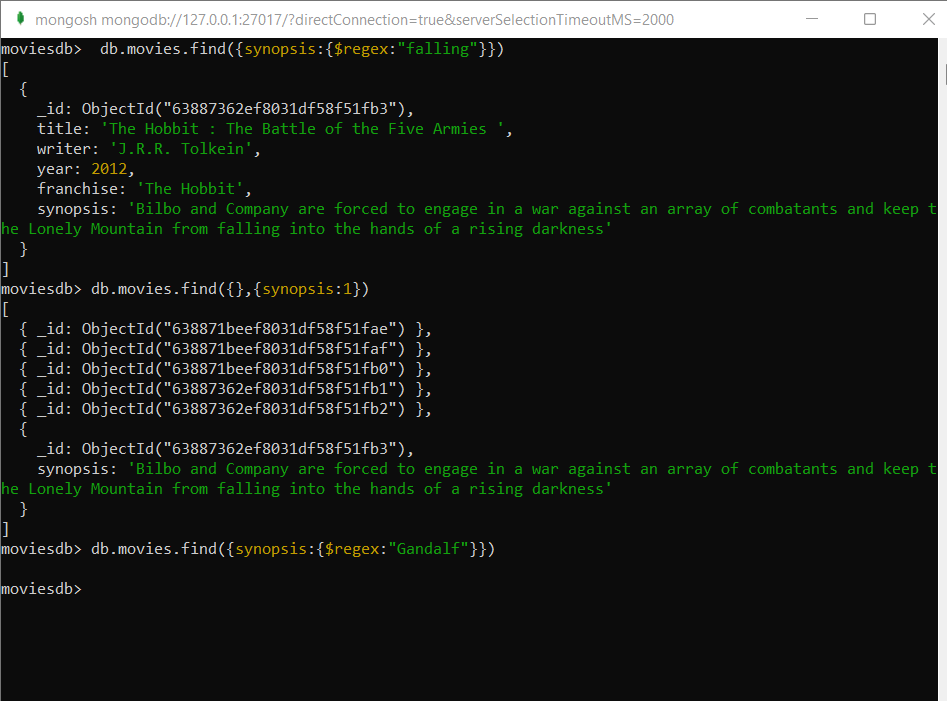 mongosh mongodb://127.0.0.1:27017/?directConnection=true&serverSelectionTimeoutMS=2000
moviesdb>  db.movies.find({synopsis:{$regex:"falling"}})
[
  {
    _id: ObjectId("63887362ef8031df58f51fb3"),
    title: 'The Hobbit : The Battle of the Five Armies ',
    writer: 'J.R.R. Tolkein',
    year: 2012,
    franchise: 'The Hobbit',
    synopsis: 'Bilbo and Company are forced to engage in a war against an array of combatants and keep t
he Lonely Mountain from falling into the hands of a rising darkness'
  }
]
moviesdb> db.movies.find({},{synopsis:1})
[
  { _id: ObjectId("638871beef8031df58f51fae") },
  { _id: ObjectId("638871beef8031df58f51faf") },
  { _id: ObjectId("638871beef8031df58f51fb0") },
  { _id: ObjectId("63887362ef8031df58f51fb1") },
  { _id: ObjectId("63887362ef8031df58f51fb2") },
  {
    _id: ObjectId("63887362ef8031df58f51fb3"),
    synopsis: 'Bilbo and Company are forced to engage in a war against an array of combatants and keep t
he Lonely Mountain from falling into the hands of a rising darkness'
  }
]
moviesdb> db.movies.find({synopsis:{$regex:"Gandalf"}})
moviesdb>